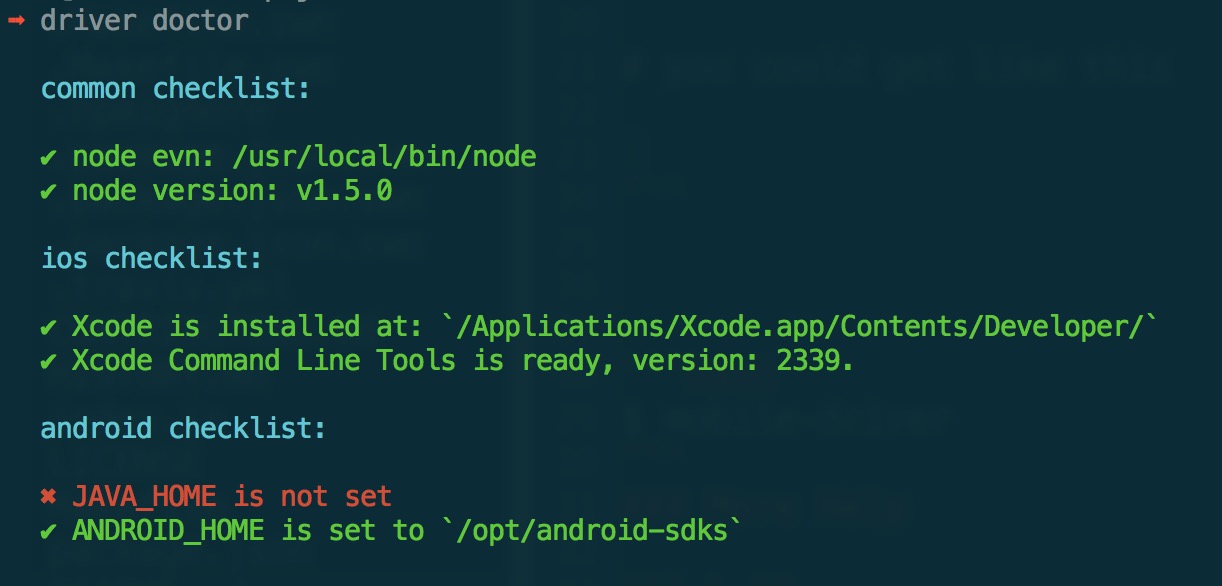 ➞ driver doctor
common checklist:
✔ node evn: /usr/local/bin/node
✔ node version: v1.5.0
ios checklist:
✔ Xcode is installed at: `/Applications/Xcode.app/Contents/Developer/`
✔ Xcode Command Line Tools is ready, version: 2339.
android checklist:
✖ JAVA_HOME is not set
✔ ANDROID_HOME is set to `/opt/android-sdks`